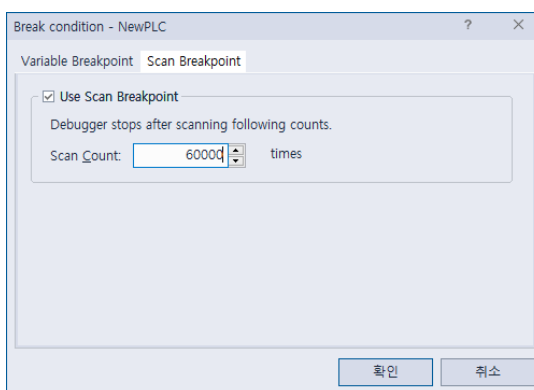 Break condition - NewPLC ? ×
Variable Breakpoint Scan Breakpoint
Use Scan Breakpoint
Debugger stops after scanning following counts.
Scan Count: 60000 times
확인 취소